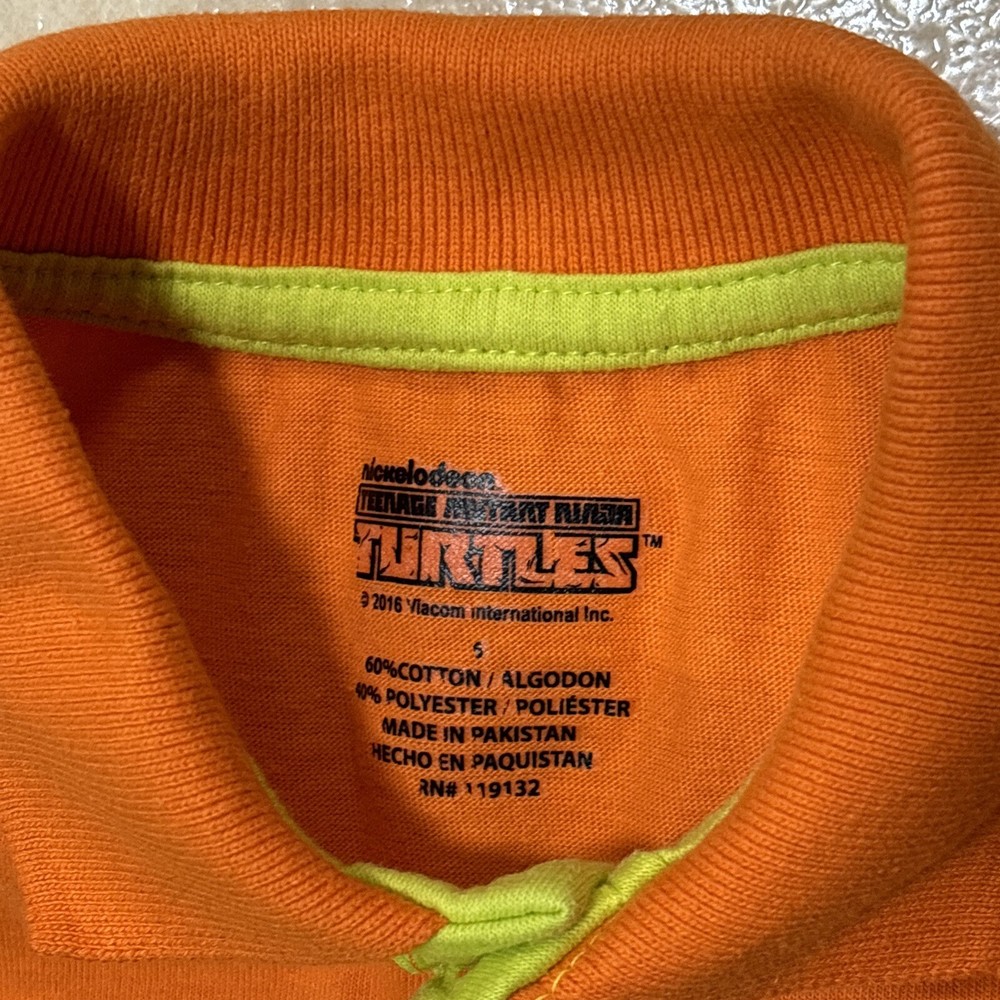 nickelodeon
TEENAGE MUTANT NINJA
TURTLES™
© 2016 Viacom International Inc.
5
60%COTTON / ALGODON
40% POLYESTER / POLIÉSTER
MADE IN PAKISTAN
HECHO EN PAQUISTAN
RN# 119132